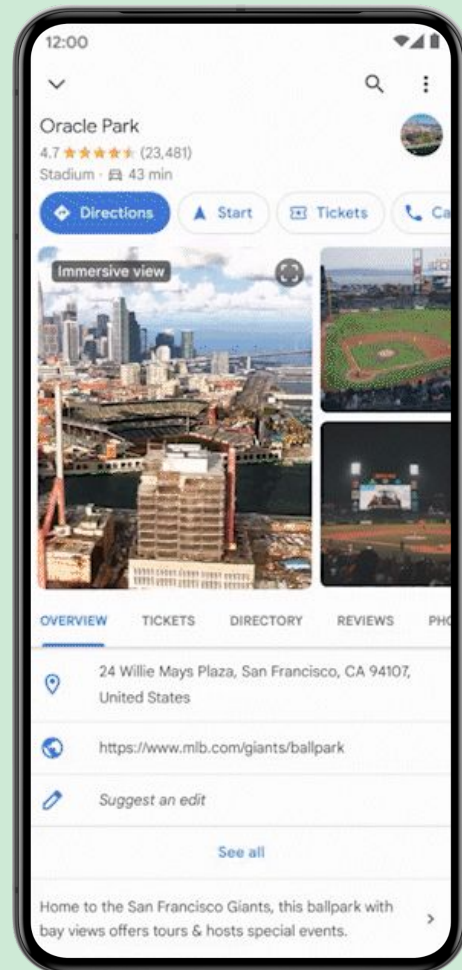 12:00
Oracle Park
4.7 (23,481)
Stadium · 43 min
Directions Start Tickets Ca
Immersive view
OVERVIEW TICKETS DIRECTORY REVIEWS PHO
24 Willie Mays Plaza, San Francisco, CA 94107,
United States
https://www.mlb.com/giants/ballpark
Suggest an edit
See all
Home to the San Francisco Giants, this ballpark with
bay views offers tours & hosts special events.